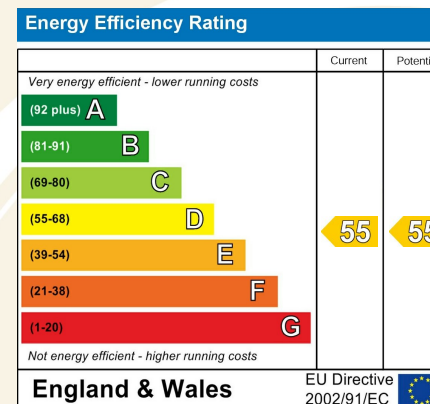 Energy Efficiency Rating
Current
Very energy efficient - lower running costs
(92 plus) A
(81-91) B
(69-80) C
(55-68) D
55 55
(39-54) E
(21-38) F
(1-20) G
Not energy efficient - higher running costs
England & Wales
EU Directive
2002/91/EC